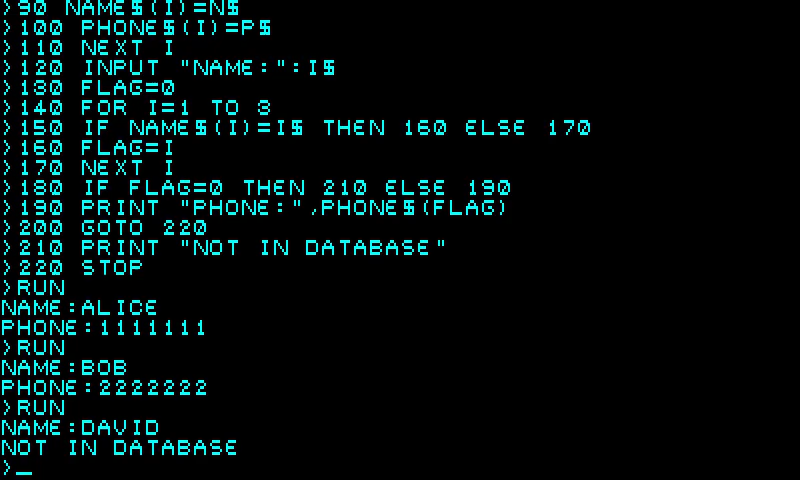 >90 NAME$(I)=N$
>100 PHONE$(I)=P$
>110 NEXT I
>120 INPUT "NAME:":I$
>130 FLAG=0
>140 FOR I=1 TO 3
>150 IF NAME$(I)=I$ THEN 160 ELSE 170
>160 FLAG=I
>170 NEXT I
>180 IF FLAG=0 THEN 210 ELSE 190
>190 PRINT "PHONE:",PHONE$(FLAG)
>200 GOTO 220
>210 PRINT "NOT IN DATABASE"
>220 STOP
>RUN
NAME:ALICE
PHONE:1111111
>RUN
NAME:BOB
PHONE:2222222
>RUN
NAME:DAVID
NOT IN DATABASE
>_